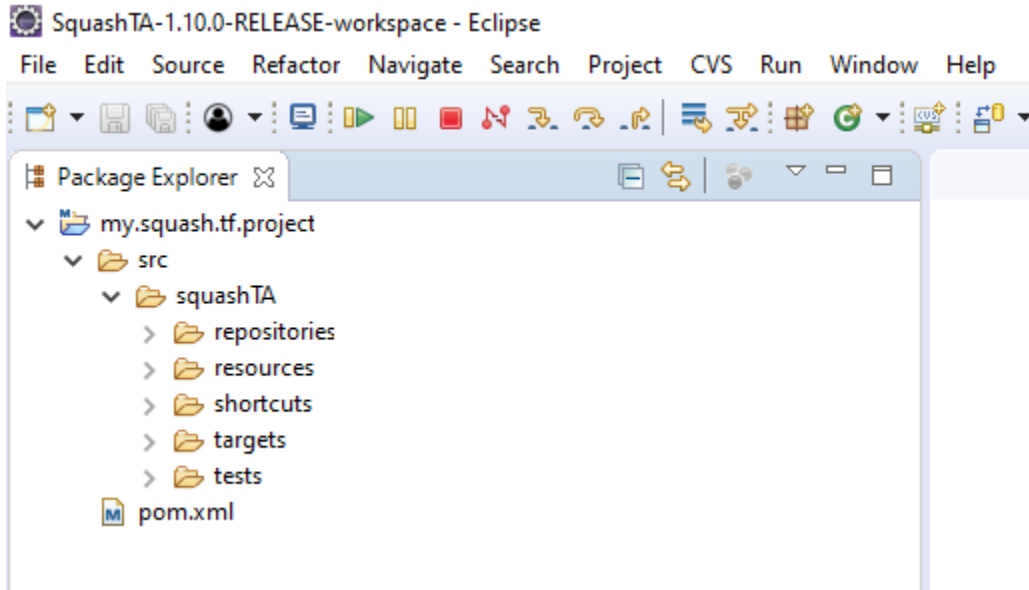 SquashTA-1.10.0-RELEASE-workspace - Eclipse
File Edit Source Refactor Navigate Search Project CVS Run Window Help
Package Explorer
my.squash.tf.project
src
squashTA
repositories
resources
shortcuts
targets
tests
pom.xml